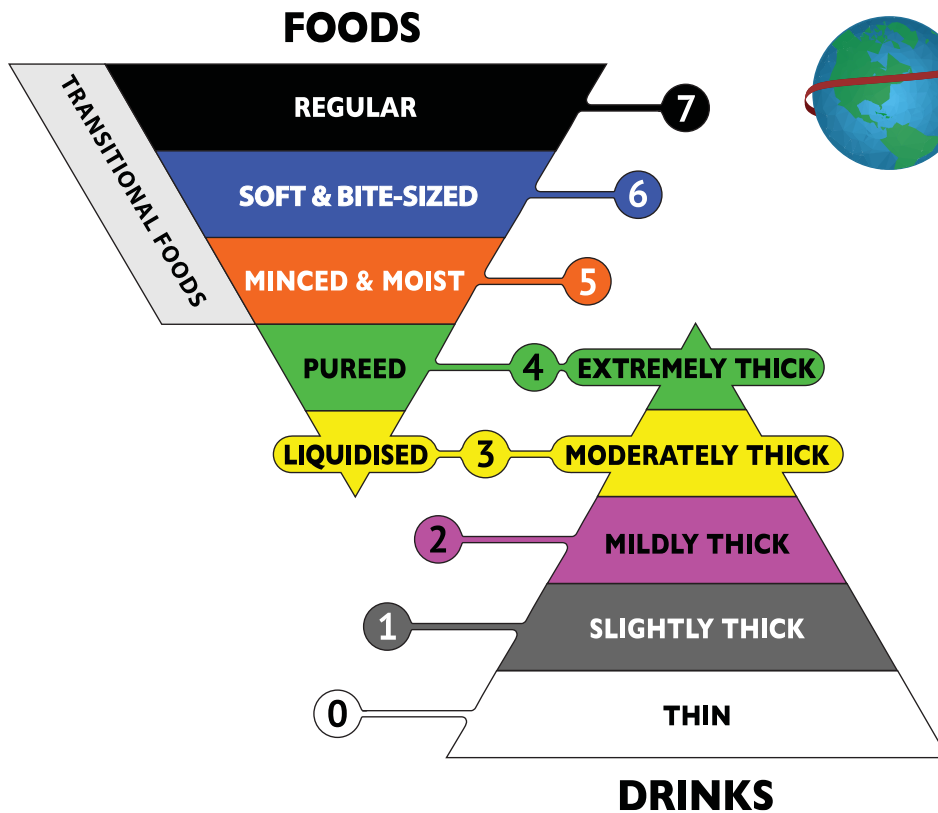 FOODS
TRANSITIONAL FOODS
REGULAR
7
SOFT & BITE-SIZED
6
MINCED & MOIST
5
PUREED
4
EXTREMELY THICK
LIQUIDISED
3
MODERATELY THICK
2
MILDLY THICK
1
SLIGHTLY THICK
0
THIN
DRINKS